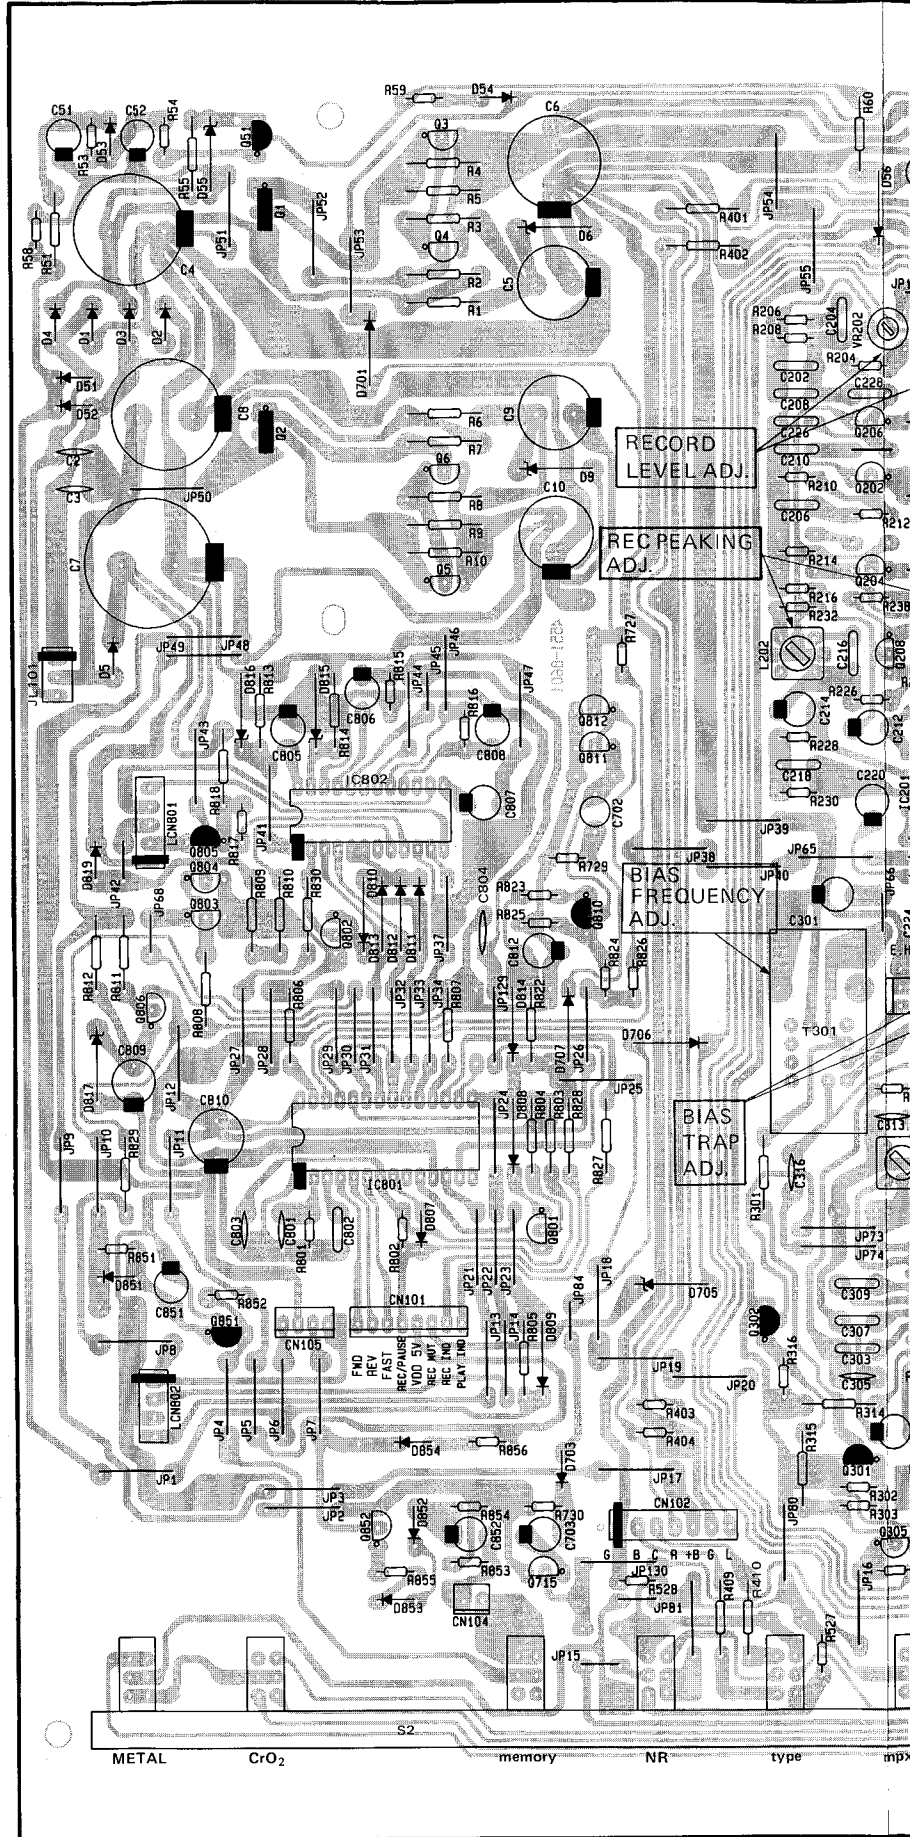 R59
D54
C6
C51
C52
R54
R53
D53
R55
D55
Q51
Q3
R4
R5
R3
Q4
R2
R1
R60
D56
JP54
R401
R402
JP55
R58
R51
C4
JP51
Q1
JP52
JP53
D6
C5
D4
D1
D3
D2
D701
R206
R208
C204
VR202
R204
C202
C228
C208
C226
Q206
C210
D51
D52
C8
Q2
R6
R7
Q6
R8
R9
R10
Q5
C9
D9
C10
RECORD
LEVEL ADJ.
REC PEAKING
ADJ.
C2
C3
JP50
C7
R210
Q202
C206
R212
R214
Q204
R216
R232
R238
L202
C216
Q208
JL101
D5
JP49
JP48
D816
R813
D815
R814
C805
C806
R815
JP44
JP45
JP46
R816
C808
JP47
4551-0601
R727
Q812
Q811
R226
C214
C212
R228
C218
C220
R230
IC201
JP43
R818
LCN801
IC802
C807
C702
Q805
R817
JP41
JP39
JP38
JP65
JP40
JP66
D819
JP42
JP68
Q804
Q803
R809
R810
R830
Q802
D810
D813
D812
D811
JP37
C804
R823
R825
R729
Q810
C812
R824
R826
BIAS
FREQUENCY
ADJ.
C301
R812
R811
Q806
R808
R806
JP32
JP33
JP34
R807
JP129
D814
R822
T301
D817
C809
JP12
JP27
JP28
JP29
JP30
JP31
D707
JP26
D706
JP25
C810
JP9
JP10
R829
JP11
IC801
JP24
D808
R804
R803
R828
R827
BIAS
TRAP
ADJ.
C313
R301
C316
C803
C801
R801
C802
R802
D807
JP21
JP22
JP23
Q801
JP73
JP74
R851
D851
C851
R852
Q851
CN105
CN101
FWD
REV
FAST
REC/PAUSE
VDD 5V
REC MUT
REC IND
PLAY IND
JP13
JP14
R805
D809
JP84
JP18
D705
Q302
C309
C307
C303
C305
R316
JP8
LCN802
JP4
JP5
JP6
JP7
JP19
JP20
R403
R404
R314
R315
D854
R856
D703
JP1
JP3
JP2
JP17
CN102
JP80
Q301
R302
R303
Q305
Q852
D852
R854
C852
R853
R730
C703
Q715
G B C R +B G L
JP130
R528
JP81
R409
R410
R527
JP16
R855
D853
CN104
JP15
S2
METAL
CrO2
memory
NR
type
mpx